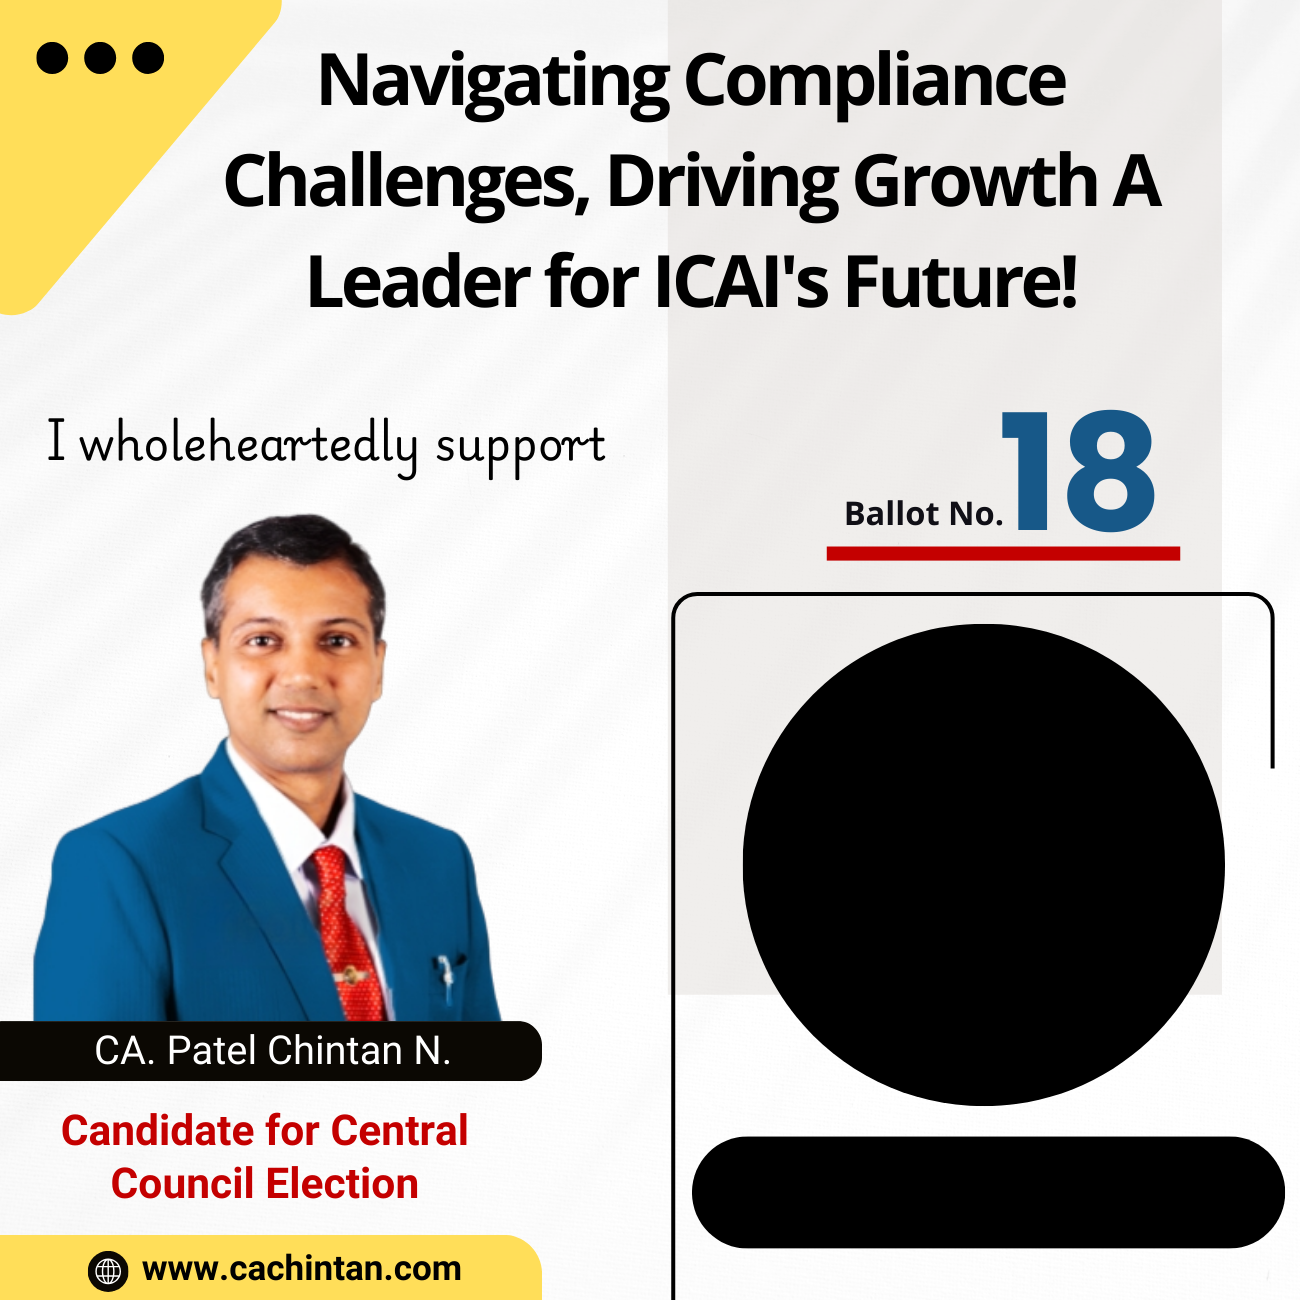 Navigating Compliance
Challenges, Driving Growth A
Leader for ICAI's Future!
I wholeheartedly support
Ballot No. 18
CA. Patel Chintan N.
Candidate for Central
Council Election
www.cachintan.com